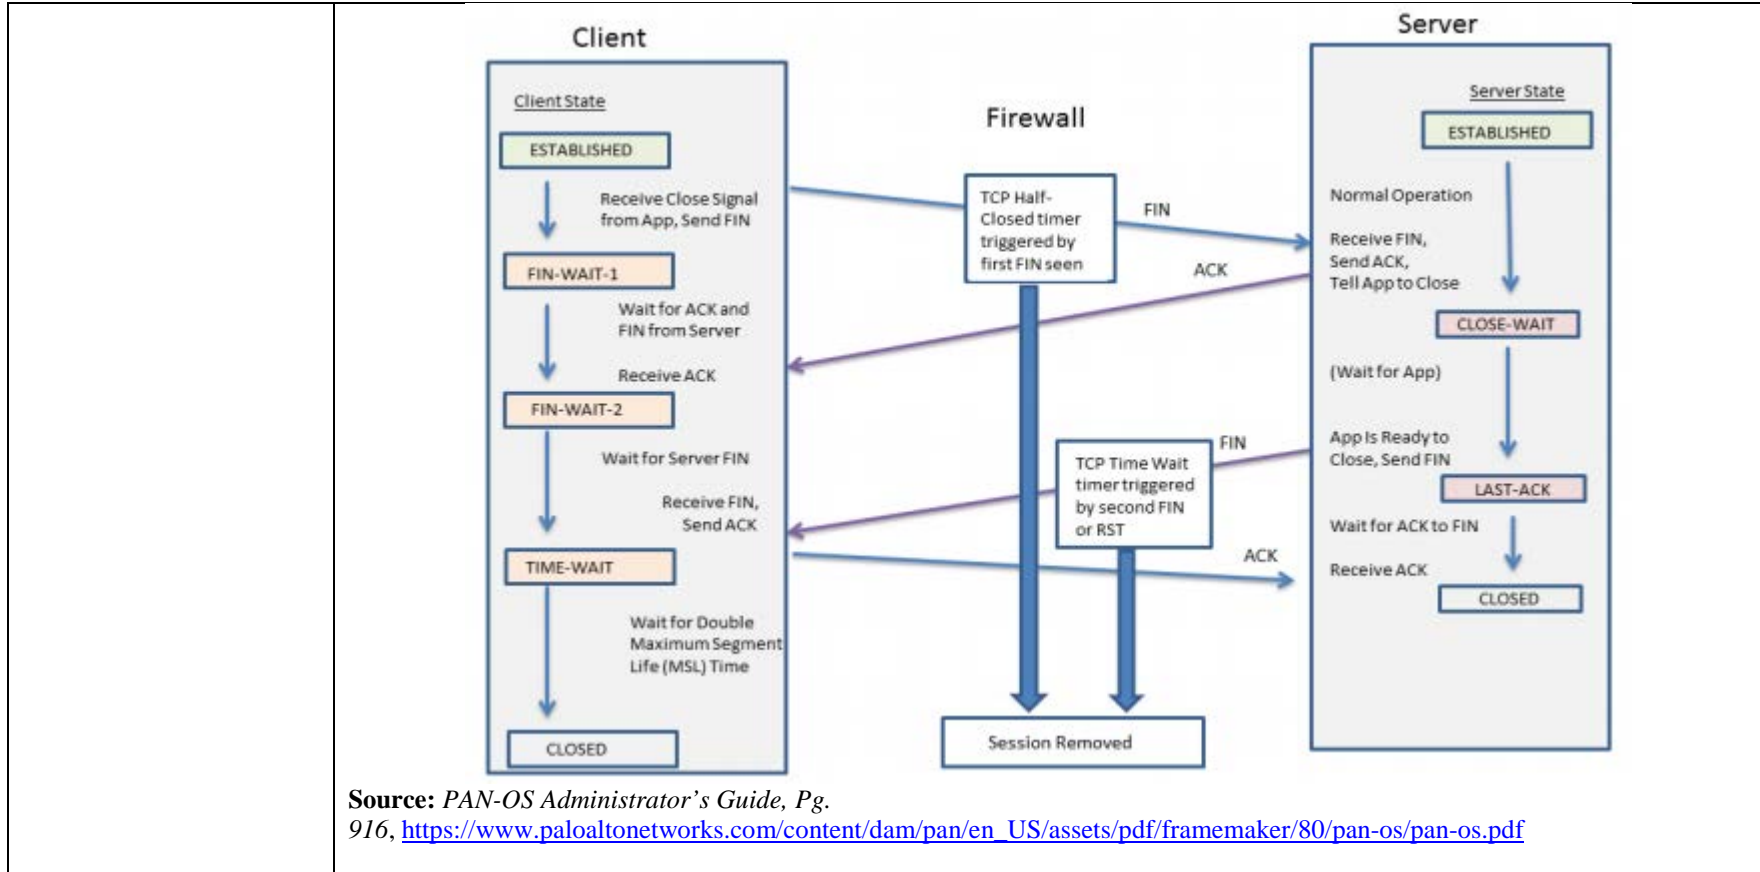 Client
Client State
ESTABLISHED
Receive Close Signal
from App, Send FIN
FIN-WAIT-1
Wait for ACK and
FIN from Server
Receive ACK
FIN-WAIT-2
Wait for Server FIN
Receive FIN,
Send ACK
TIME-WAIT
Wait for Double
Maximum Segment
Life (MSL) Time
CLOSED
Firewall
TCP Half-
Closed timer
triggered by
first FIN seen
FIN
ACK
TCP Time Wait
timer triggered
by second FIN
or RST
FIN
ACK
Session Removed
Server
Server State
ESTABLISHED
Normal Operation
Receive FIN,
Send ACK,
Tell App to Close
CLOSE-WAIT
(Wait for App)
App Is Ready to
Close, Send FIN
LAST-ACK
Wait for ACK to FIN
Receive ACK
CLOSED
Source: PAN-OS Administrator’s Guide, Pg.
916, https://www.paloaltonetworks.com/content/dam/pan/en_US/assets/pdf/framemaker/80/pan-os/pan-os.pdf